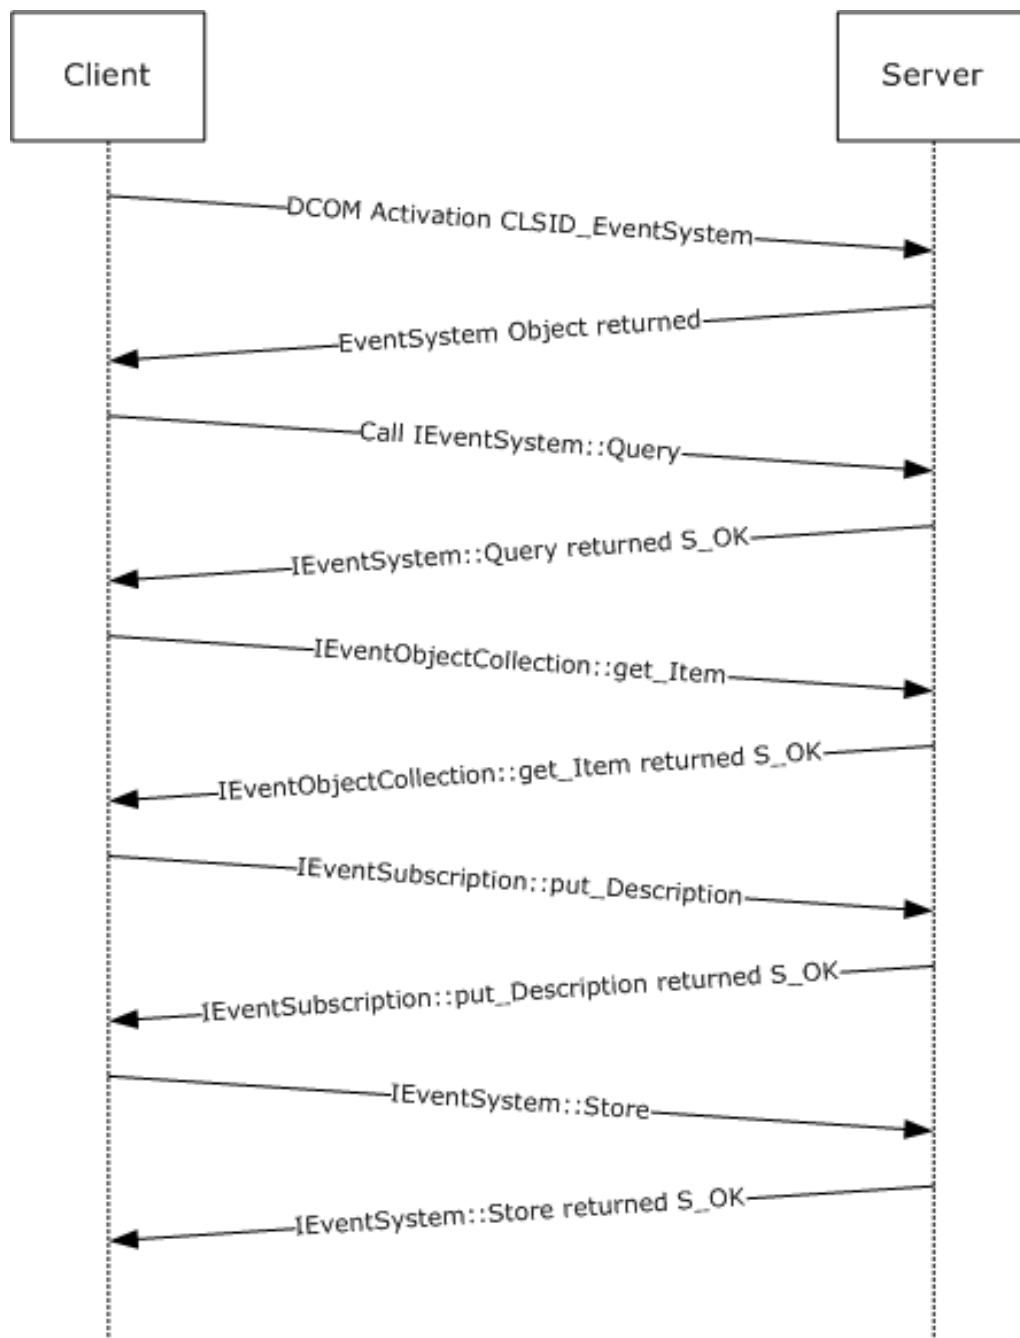 Client
Server
DCOM Activation CLSID_EventSystem
EventSystem Object returned
Call IEventSystem::Query
IEventSystem::Query returned S_OK
IEventObjectCollection::get_Item
IEventObjectCollection::get_Item returned S_OK
IEventSubscription::put_Description
IEventSubscription::put_Description returned S_OK
IEventSystem::Store
IEventSystem::Store returned S_OK